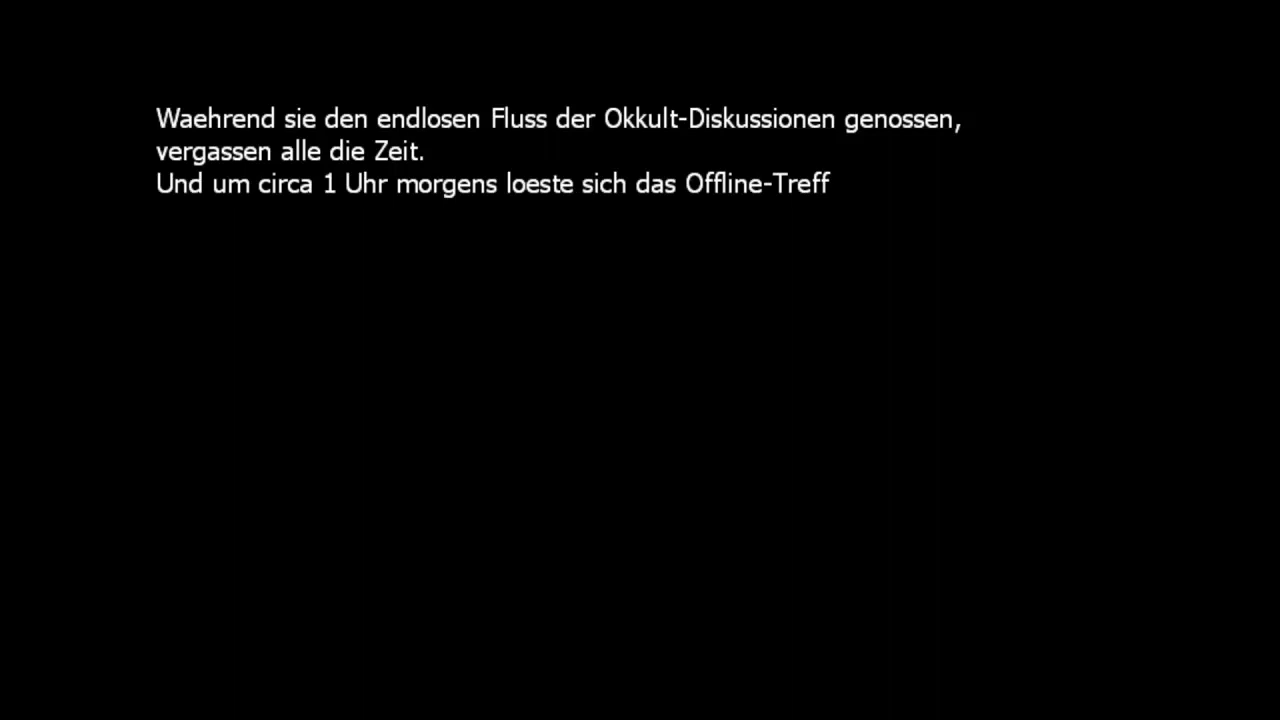 Waehrend sie den endlosen Fluss der Okkult-Diskussionen genossen,
vergassen alle die Zeit.
Und um circa 1 Uhr morgens loeste sich das Offline-Treff